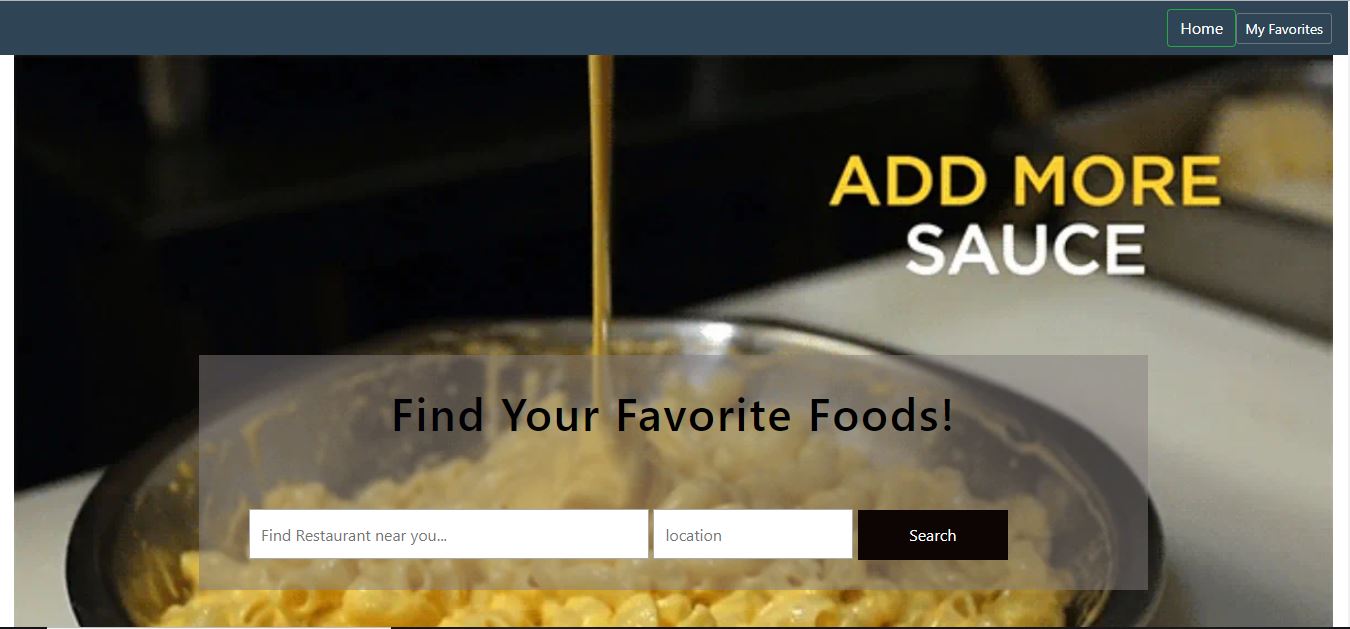 Home My Favorites
ADD MORE
SAUCE
Find Your Favorite Foods!
Find Restaurant near you... location Search